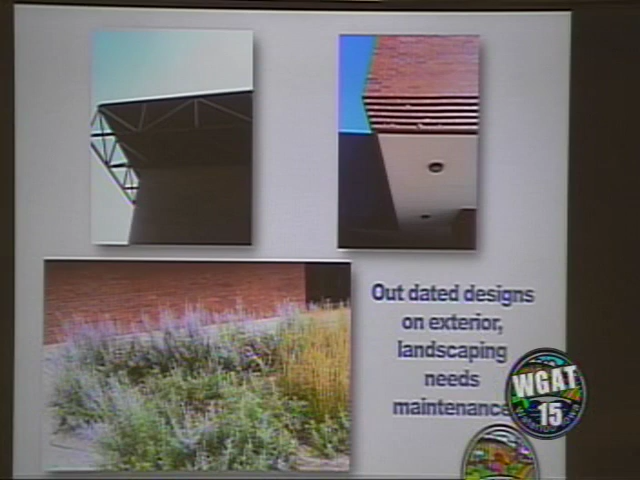 Out dated designs
on exterior,
landscaping
needs
maintenance
WGAT
15